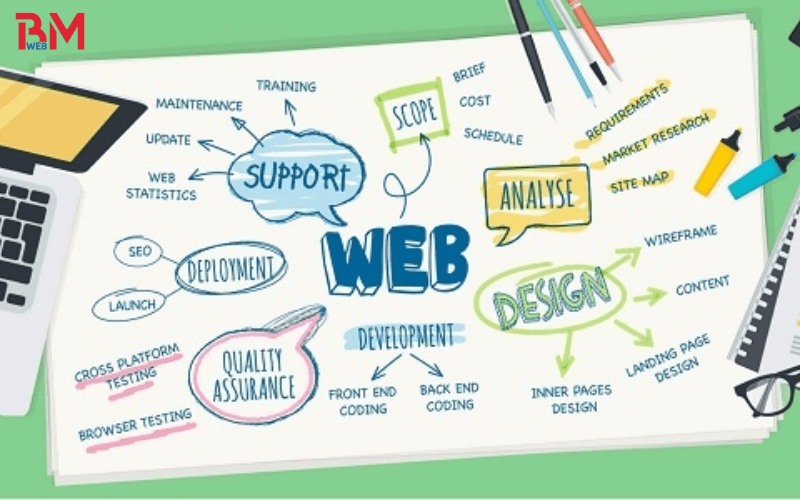 BM
WEB
TRAINING
MAINTENANCE
UPDATE
WEB
STATISTICS
SUPPORT
SCOPE
BRIEF
COST
SCHEDULE
REQUIREMENTS
MARKET RESEARCH
SITE MAP
ANALYSE
WEB
SEO
LAUNCH
DEPLOYMENT
DESIGN
WIREFRAME
CONTENT
LANDING PAGE
DESIGN
INNER PAGES
DESIGN
DEVELOPMENT
FRONT END
CODING
BACK END
CODING
QUALITY
ASSURANCE
CROSS PLATFORM
TESTING
BROWSER TESTING